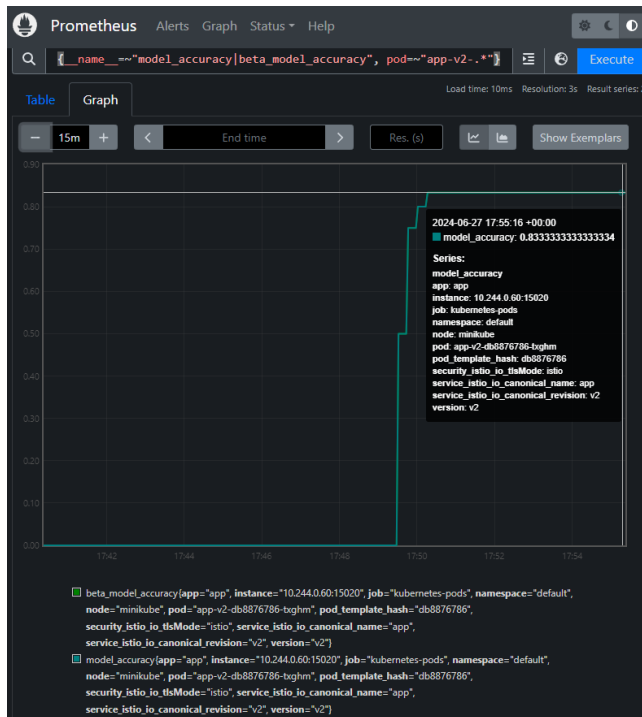 Prometheus Alerts Graph Status Help
{__name__=~"model_accuracy|beta_model_accuracy", pod=~"app-v2-.*"} Execute
Load time: 10ms Resolution: 3s Result series:
Table Graph
− 15m + < End time > Res. (s) Show Exemplars
0.90
0.80
0.70
0.60
0.50
0.40
0.30
0.20
0.10
0.00
2024-06-27 17:55:16 +00:00
model_accuracy: 0.8333333333333334
Series:
model_accuracy
app: app
instance: 10.244.0.60:15020
job: kubernetes-pods
namespace: default
node: minikube
pod: app-v2-db8876786-txghm
pod_template_hash: db8876786
security_istio_io_tlsMode: istio
service_istio_io_canonical_name: app
service_istio_io_canonical_revision: v2
version: v2
17:42 17:44 17:46 17:48 17:50 17:52 17:54
beta_model_accuracy{app="app", instance="10.244.0.60:15020", job="kubernetes-pods", namespace="default",
node="minikube", pod="app-v2-db8876786-txghm", pod_template_hash="db8876786",
security_istio_io_tlsMode="istio", service_istio_io_canonical_name="app",
service_istio_io_canonical_revision="v2", version="v2"}
model_accuracy{app="app", instance="10.244.0.60:15020", job="kubernetes-pods", namespace="default",
node="minikube", pod="app-v2-db8876786-txghm", pod_template_hash="db8876786",
security_istio_io_tlsMode="istio", service_istio_io_canonical_name="app",
service_istio_io_canonical_revision="v2", version="v2"}